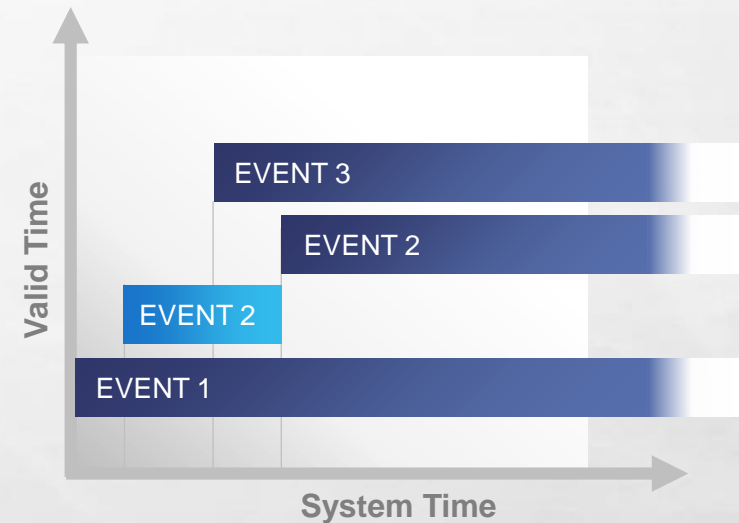 EVENT 3
EVENT 2
EVENT 2
EVENT 1
Valid Time
System Time